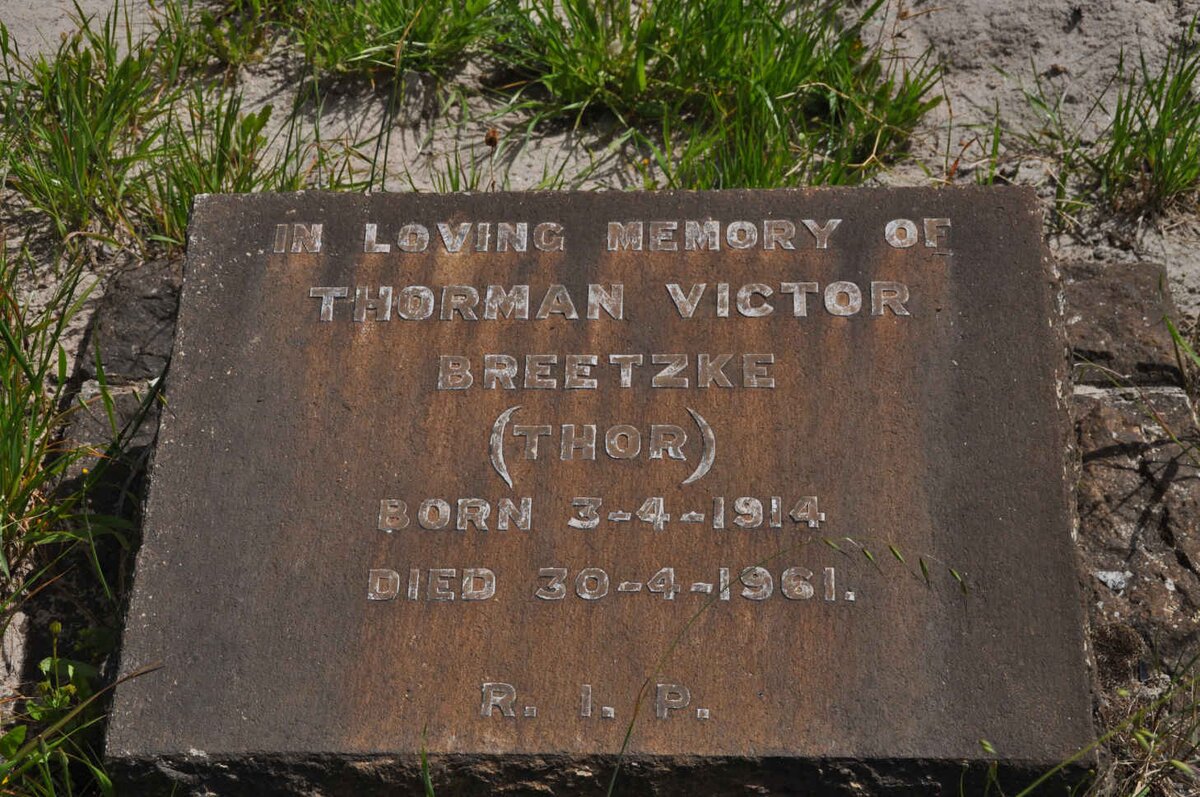 IN LOVING MEMORY OF
THORMAN VICTOR
BREETZKE
(THOR)
BORN 3-4-1914
DIED 30-4-1961.
R. I. P.